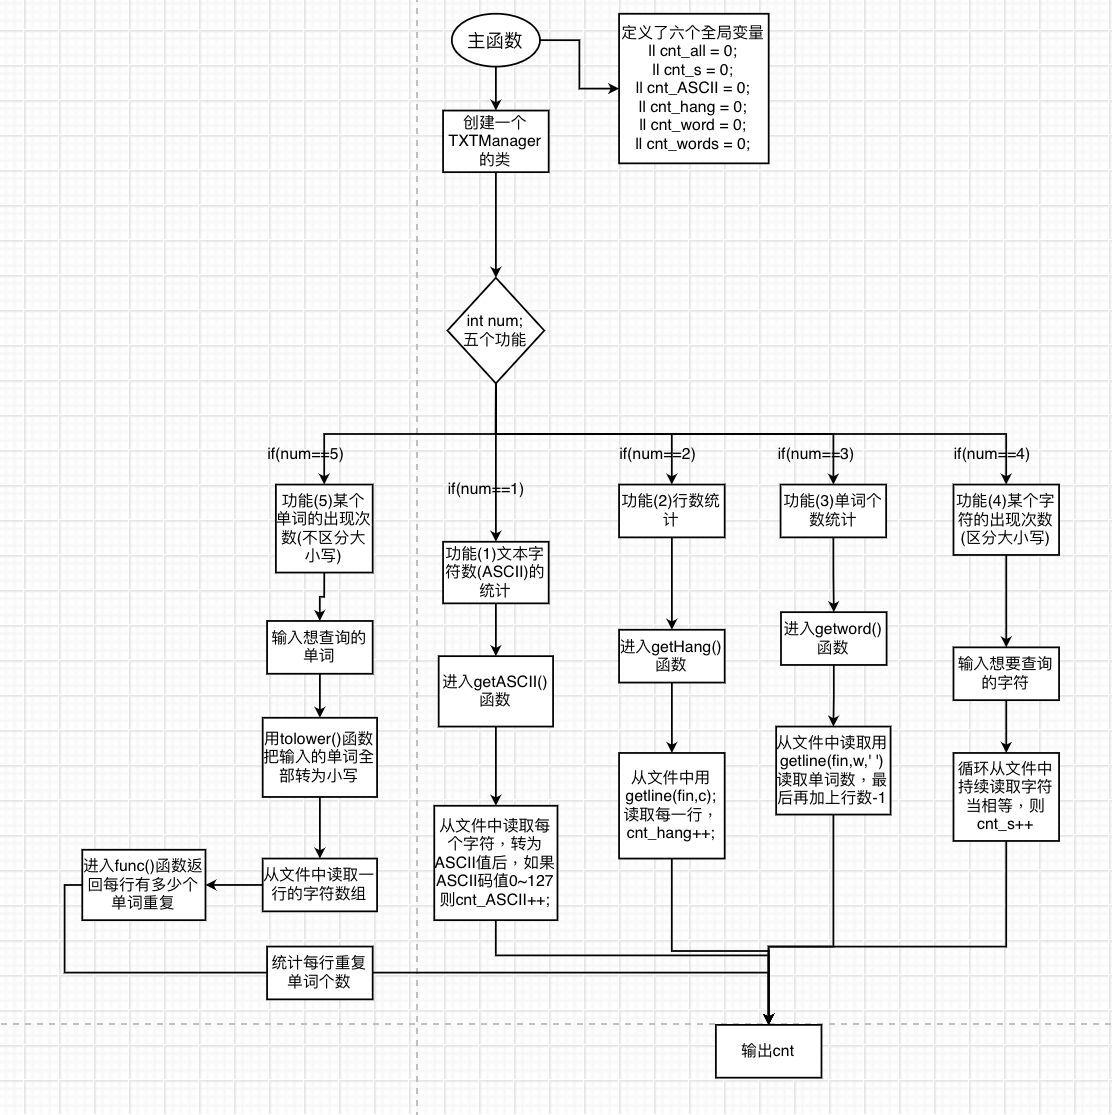 主函数
定义了六个全局变量
ll cnt_all = 0;
ll cnt_s = 0;
ll cnt_ASCII = 0;
ll cnt_hang = 0;
ll cnt_word = 0;
ll cnt_words = 0;
创建一个
TXTManager
的类
int num;
五个功能
if(num==5)
if(num==1)
if(num==2)
if(num==3)
if(num==4)
功能(5)某个
单词的出现次
数(不区分大
小写)
输入想查询的
单词
用tolower()函数
把输入的单词全
部转为小写
从文件中读取一
行的字符数组
进入func()函数返
回每行有多少个
单词重复
统计每行重复
单词个数
功能(1)文本字
符数(ASCII)的
统计
进入getASCII()
函数
从文件中读取每
个字符，转为
ASCII值后，如果
ASCII码值0~127
则cnt_ASCII++;
功能(2)行数统
计
进入getHang()
函数
从文件中用
getline(fin,c);
读取每一行，
cnt_hang++;
功能(3)单词个
数统计
进入getword()
函数
从文件中读取用
getline(fin,w,' ')
读取单词数，最
后再加上行数-1
功能(4)某个字
符的出现次数
(区分大小写)
输入想要查询
的字符
循环从文件中
持续读取字符
当相等，则
cnt_s++
输出cnt